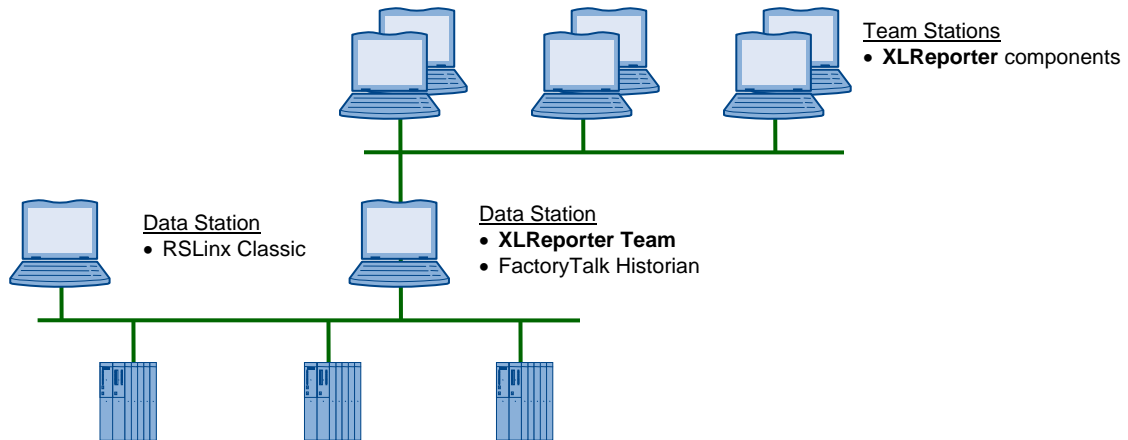 Team Stations
• XLReporter components
Data Station
• RSLinx Classic
Data Station
• XLReporter Team
• FactoryTalk Historian